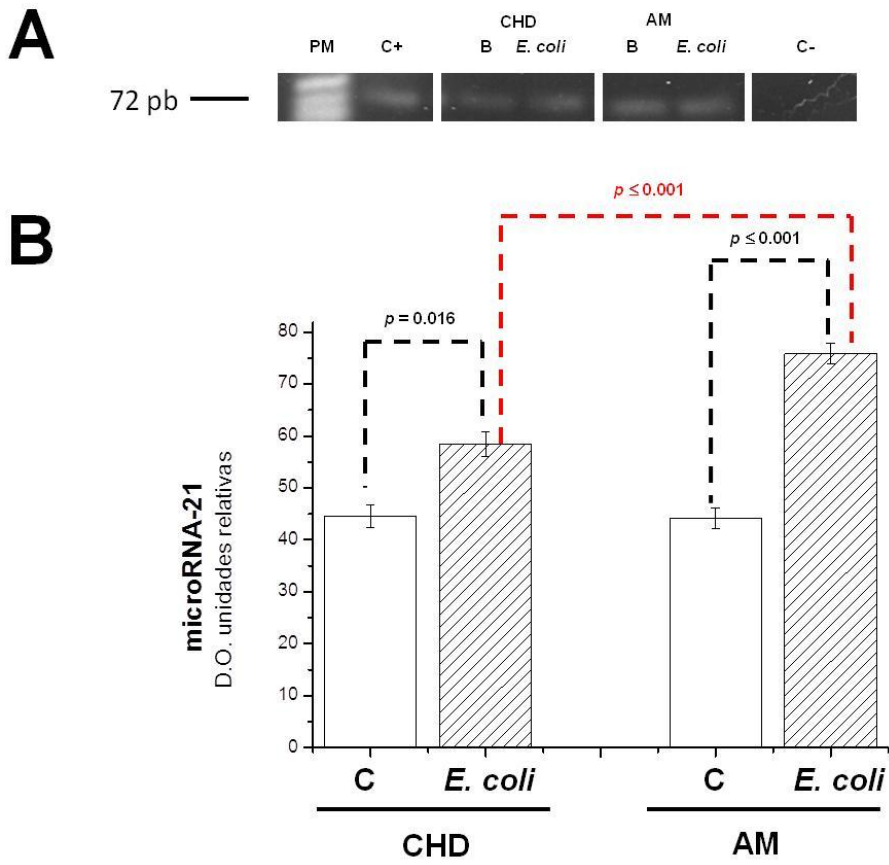 A
CHD AM
PM C+ B E. coli B E. coli C-
72 pb
B
p ≤ 0.001
p ≤ 0.001
p = 0.016
80
70
60
50
40
30
20
10
0
microRNA-21
D.O. unidades relativas
C E. coli C E. coli
CHD AM